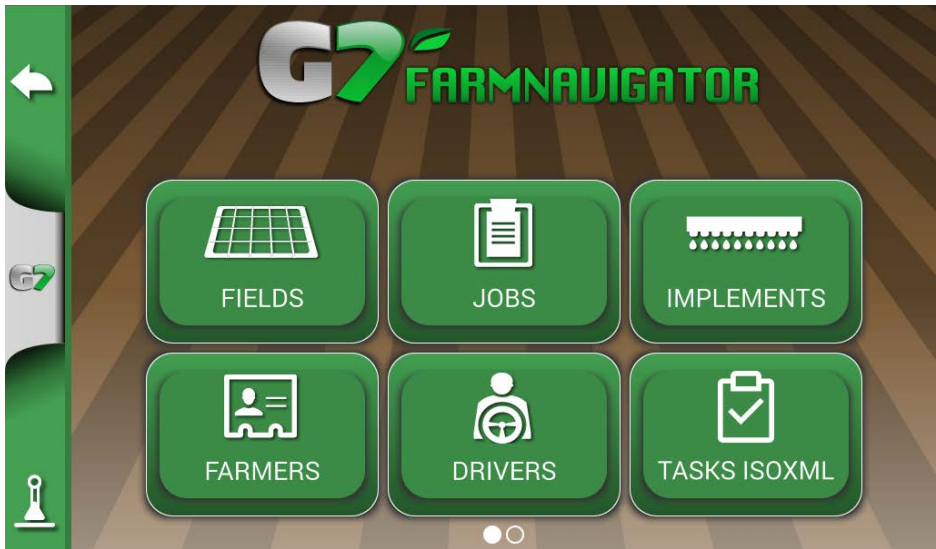 G7 FARMNAVIGATOR
G7
FIELDS
JOBS
IMPLEMENTS
FARMERS
DRIVERS
TASKS ISOXML